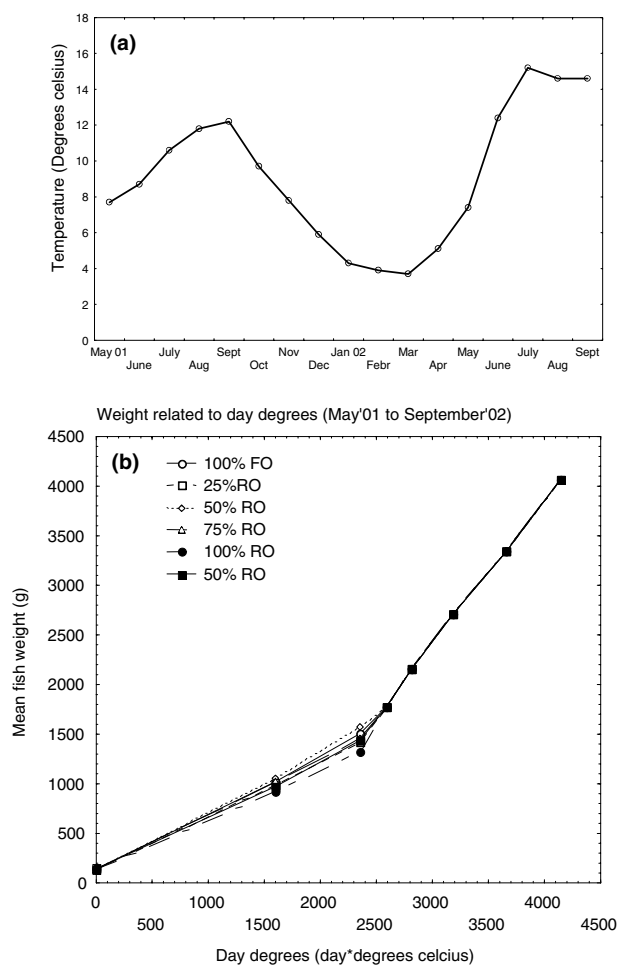 (a)
Temperature (Degrees celsius)
18
16
14
12
10
8
6
4
2
0
May 01 July Sept Nov Jan 02 Mar May July Sept
June Aug Oct Dec Febr Apr June Aug
Weight related to day degrees (May'01 to September'02)
(b)
100% FO
25%RO
50% RO
75% RO
100% RO
50% RO
Mean fish weight (g)
4500
4000
3500
3000
2500
2000
1500
1000
500
0
0 1000 2000 3000 4000
500 1500 2500 3500 4500
Day degrees (day*degrees celcius)